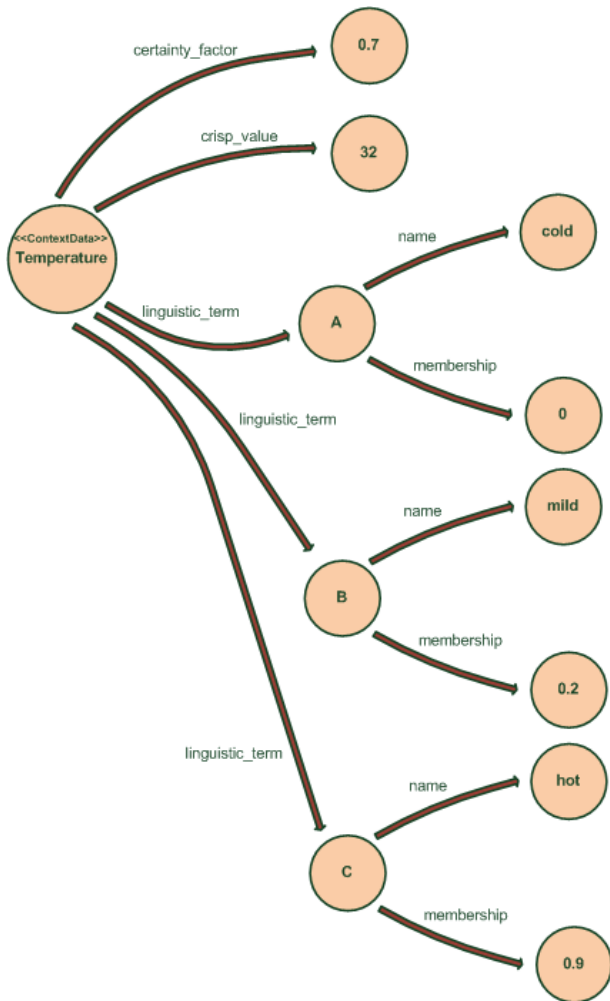 certainty_factor
0.7
crisp_value
32
<<ContextData>>
Temperature
name
cold
linguistic_term
A
membership
0
linguistic_term
name
mild
B
membership
0.2
linguistic_term
name
hot
C
membership
0.9